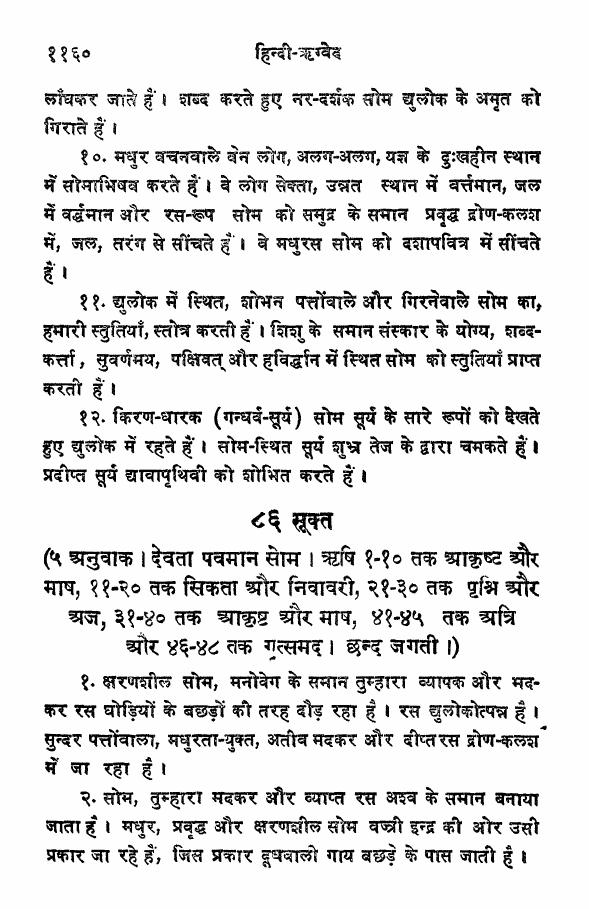 ११६०
हिन्दी-ऋग्वेद
लाँघकर जाते हैं। शब्द करते हुए नर-दर्शक सोम द्युलोक के अमृत को
गिराते हैं।
१०. मधुर वचनवाले वेन लोग, अलग-अलग, यज्ञ के दुःखहीन स्थान
में सोमाभिषव करते हैं। वे लोग सेक्ता, उन्नत स्थान में वर्त्तमान, जल
में वर्द्धमान और रस-रूप सोम को समुद्र के समान प्रवृद्ध द्रोण-कलश
में, जल, तरंग से सींचते हैं। वे मधुरस सोम को दशापवित्र में सींचते
हैं।
११. द्युलोक में स्थित, शोभन पत्तोंवाले और गिरनेवाले सोम का,
हमारी स्तुतियाँ, स्तोत्र करती हैं। शिशु के समान संस्कार के योग्य, शब्द-
कर्त्ता, सुवर्णमय, पक्षिवत् और हविर्द्धान में स्थित सोम को स्तुतियाँ प्राप्त
करती हैं।
१२. किरण-धारक (गन्धर्व-सूर्य) सोम सूर्य के सारे रूपों को देखते
हुए द्युलोक में रहते हैं। सोम-स्थित सूर्य शुभ्र तेज के द्वारा चमकते हैं।
प्रदीप्त सूर्य द्यावापृथिवी को शोभित करते हैं।
८६ सूक्त
(५ अनुवाक। देवता पवमान सोम। ऋषि १-१० तक आकृष्ट और
माष, ११-२० तक सिकता और निवावरी, २१-३० तक पृश्नि और
अज, ३१-४० तक आकृष्ट और माष, ४१-४५ तक अत्रि
और ४६-४८ तक गृत्समद। छन्द जगती।)
१. क्षरणशील सोम, मनोवेग के समान तुम्हारा व्यापक और मद-
कर रस घोड़ियों के बछड़ों की तरह दौड़ रहा है। रस द्युलोकोत्पन्न है।
सुन्दर पत्तोंवाला, मधुरता-युक्त, अतीव मदकर और दीप्त रस द्रोण-कलश
में जा रहा है।
२. सोम, तुम्हारा मदकर और व्याप्त रस अश्व के समान बनाया
जाता है। मधुर, प्रवृद्ध और क्षरणशील सोम वज्री इन्द्र की ओर उसी
प्रकार जा रहे हैं, जिस प्रकार दूधवाली गाय बछड़े के पास जाती है।